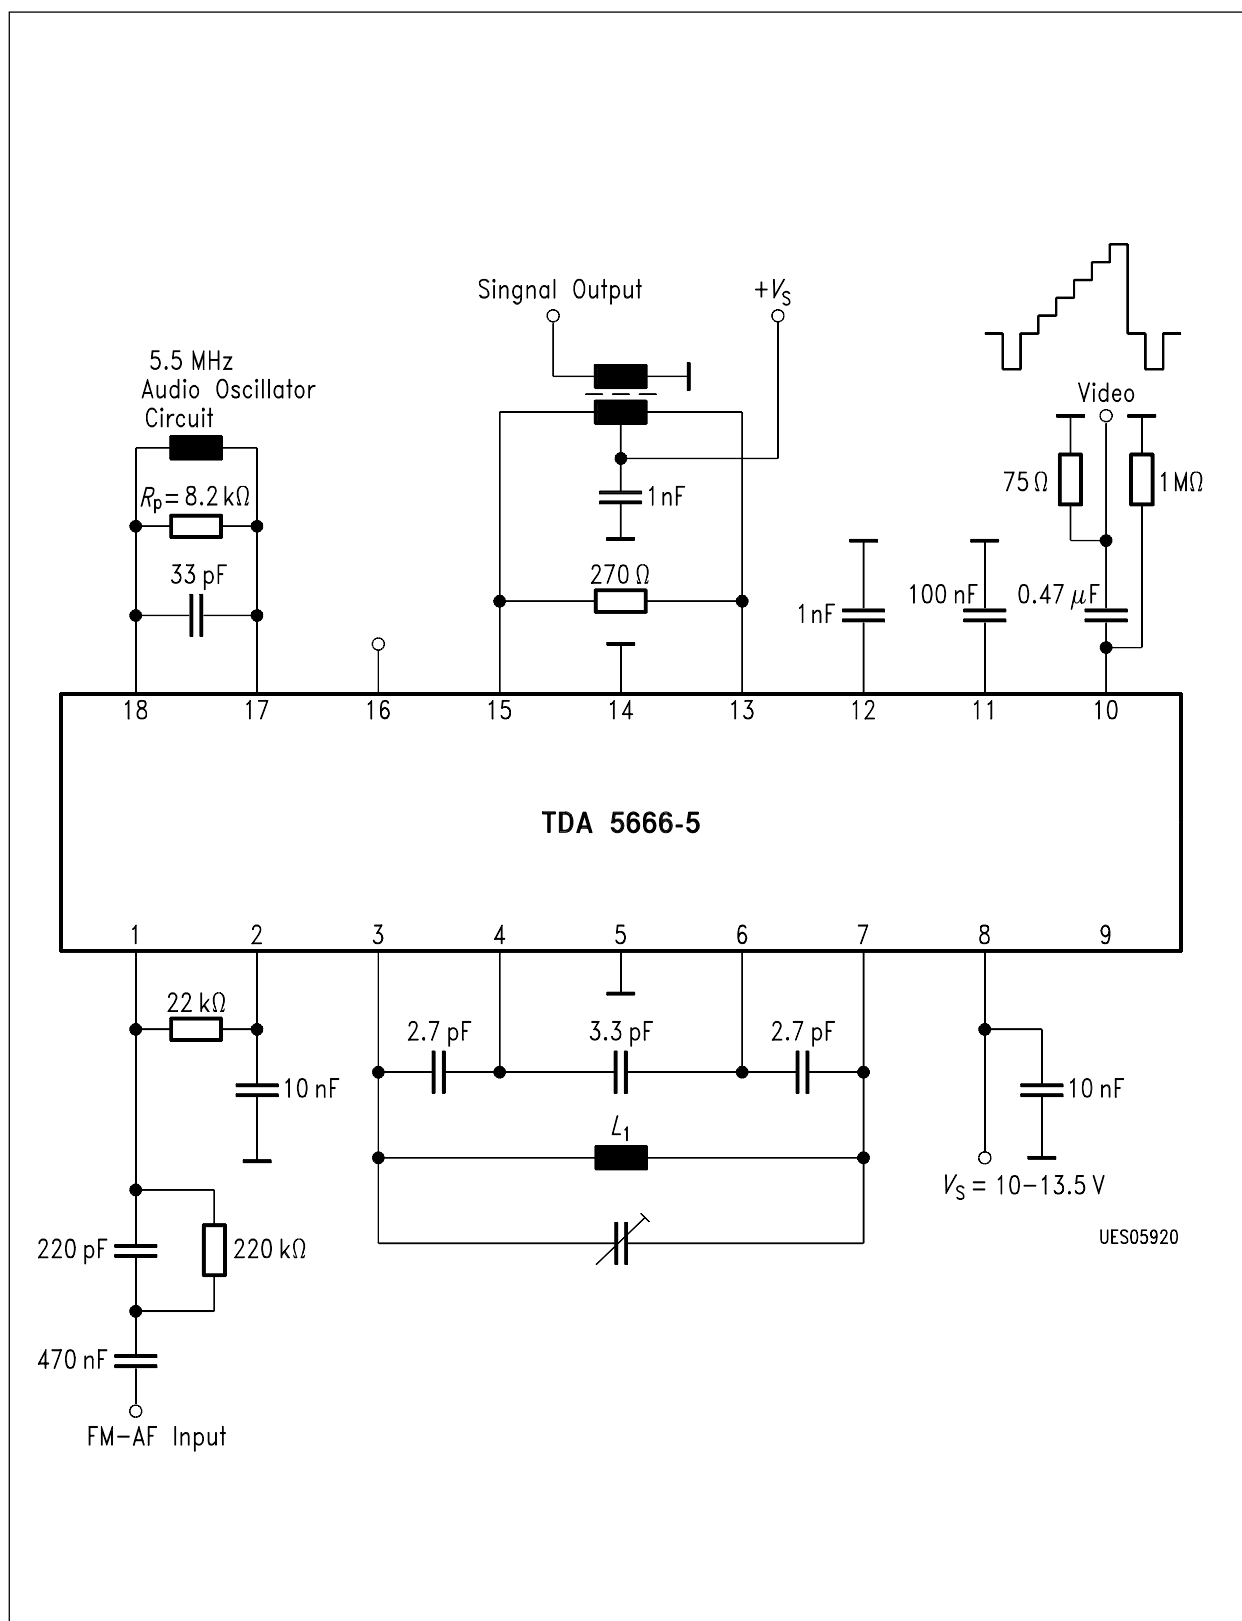 Singnal Output
+VS
5.5 MHz
Audio Oscillator
Circuit
Video
Rp = 8.2 kΩ
1 nF
75 Ω
1 MΩ
33 pF
270 Ω
1 nF
100 nF
0.47 μF
18 17 16 15 14 13 12 11 10
TDA 5666-5
1 2 3 4 5 6 7 8 9
22 kΩ
2.7 pF
3.3 pF
2.7 pF
10 nF
10 nF
L1
VS = 10–13.5 V
220 pF
220 kΩ
UES05920
470 nF
FM–AF Input